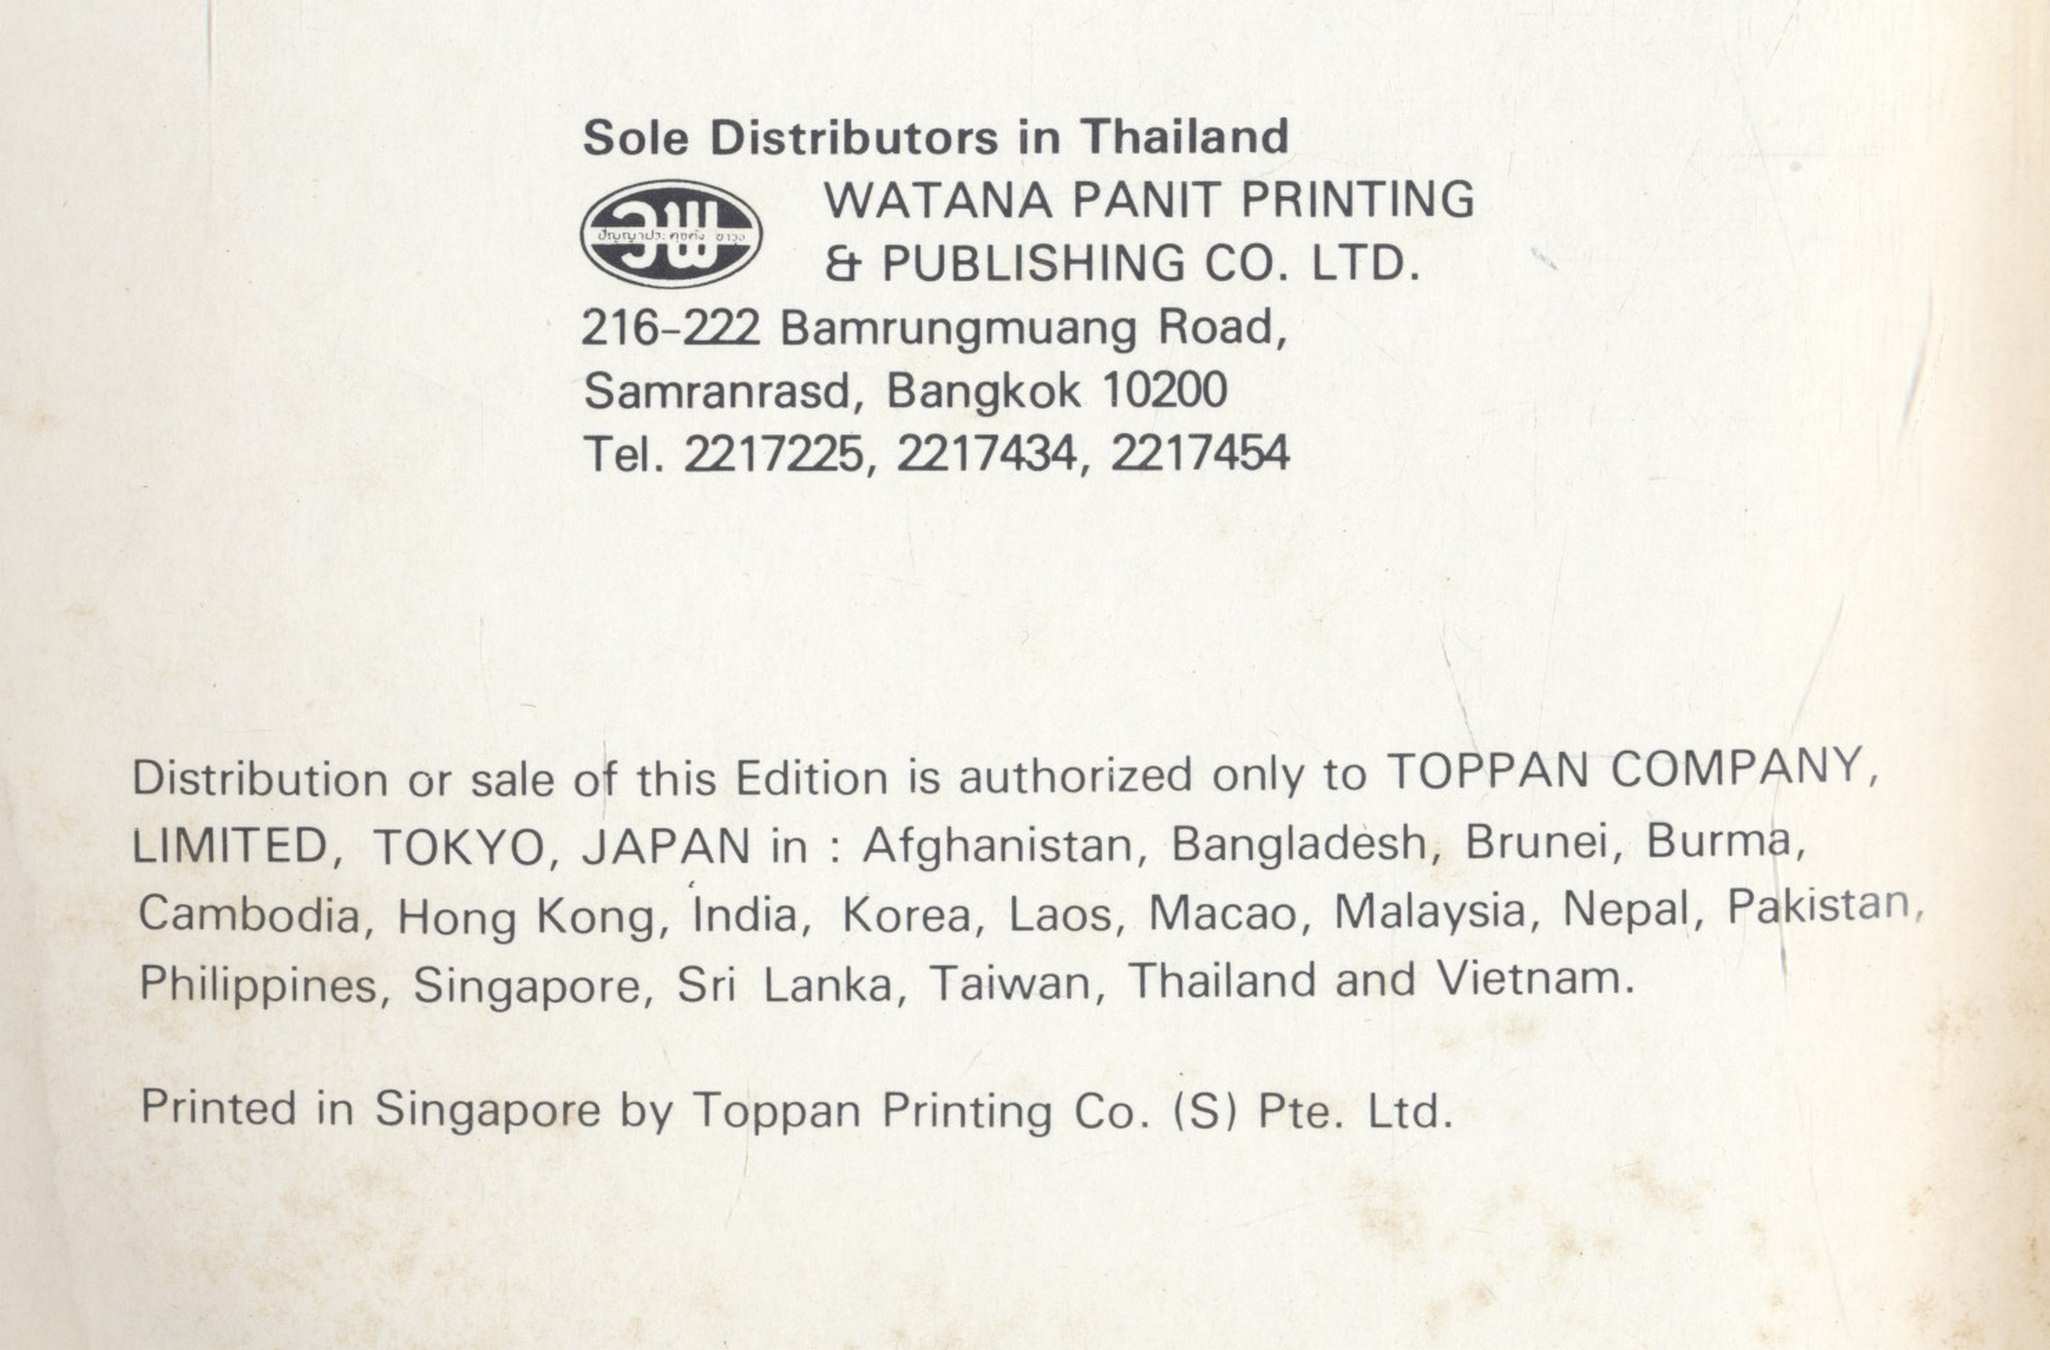 Sole Distributors in Thailand
วพ
WATANA PANIT PRINTING
& PUBLISHING CO. LTD.
216-222 Bamrungmuang Road,
Samranrasd, Bangkok 10200
Tel. 2217225, 2217434, 2217454
Distribution or sale of this Edition is authorized only to TOPPAN COMPANY,
LIMITED, TOKYO, JAPAN in : Afghanistan, Bangladesh, Brunei, Burma,
Cambodia, Hong Kong, India, Korea, Laos, Macao, Malaysia, Nepal, Pakistan,
Philippines, Singapore, Sri Lanka, Taiwan, Thailand and Vietnam.
Printed in Singapore by Toppan Printing Co. (S) Pte. Ltd.